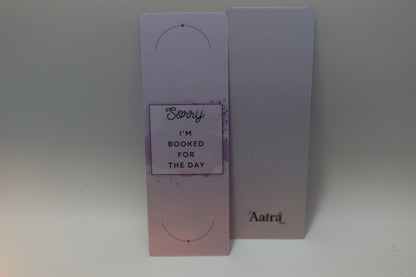 Sorry
I'M
BOOKED
FOR
THE DAY
Aatra